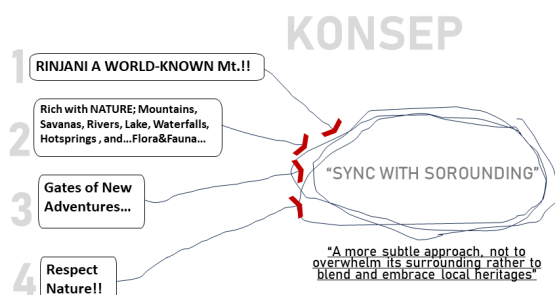 KONSEP
1
RINJANI A WORLD-KNOWN Mt.!!
2
Rich with NATURE; Mountains,
Savanas, Rivers, Lake, Waterfalls,
Hotsprings , and...Flora&Fauna...
3
Gates of New
Adventures...
4
Respect
Nature!!
“SYNC WITH SOROUNDING”
“A more subtle approach, not to
overwhelm its surrounding rather to
blend and embrace local heritages”